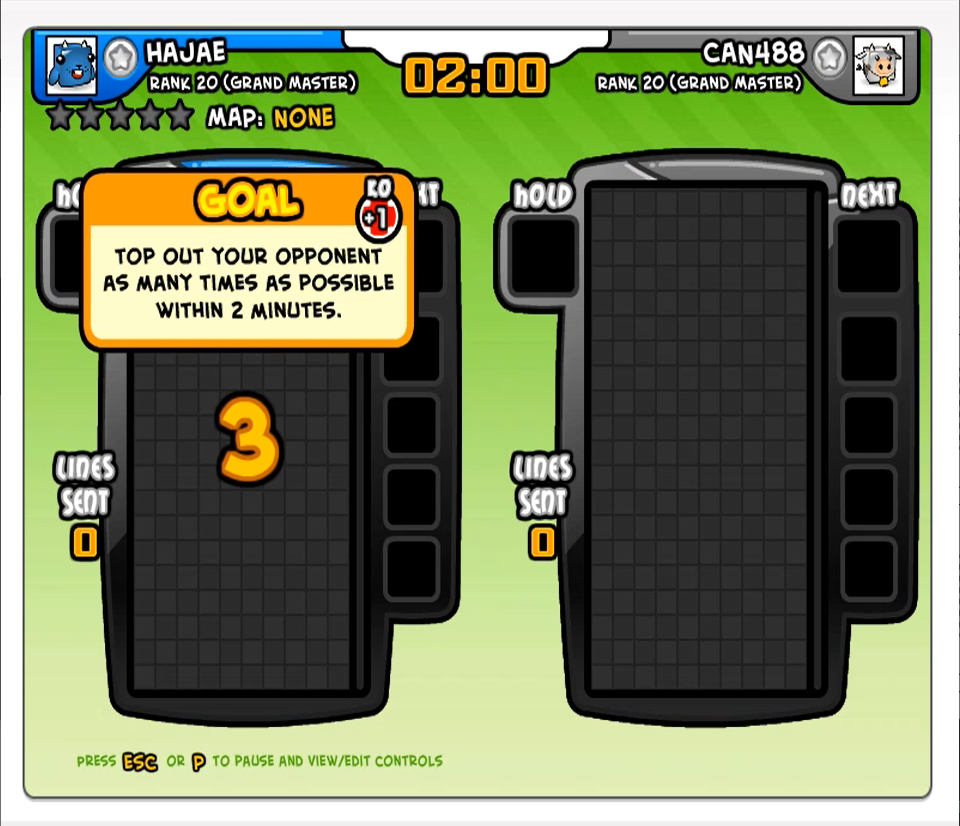 HAJAE
RANK 20 (GRAND MASTER)
02:00
CAN488
RANK 20 (GRAND MASTER)
MAP: NONE
GOAL
KO
+1
TOP OUT YOUR OPPONENT
AS MANY TIMES AS POSSIBLE
WITHIN 2 MINUTES.
HOLD
NEXT
3
LINES
SENT
0
LINES
SENT
0
PRESS ESC OR P TO PAUSE AND VIEW/EDIT CONTROLS